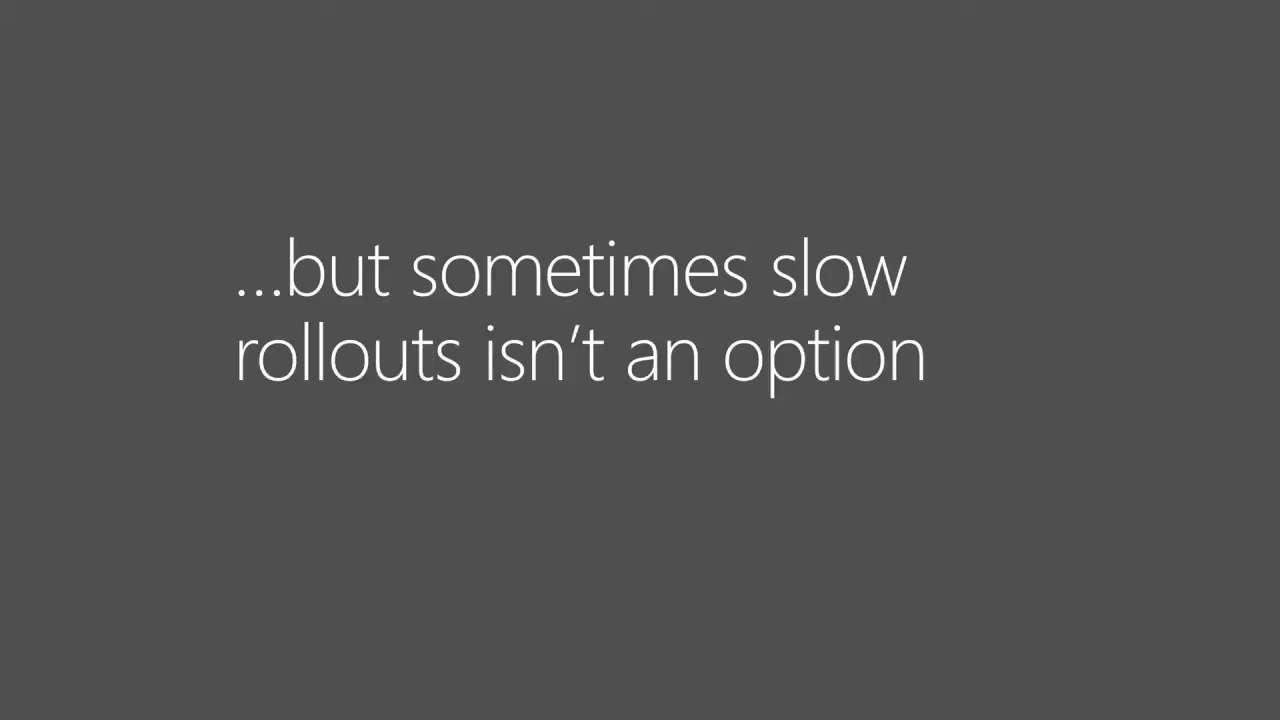 ...but sometimes slow
rollouts isn’t an option